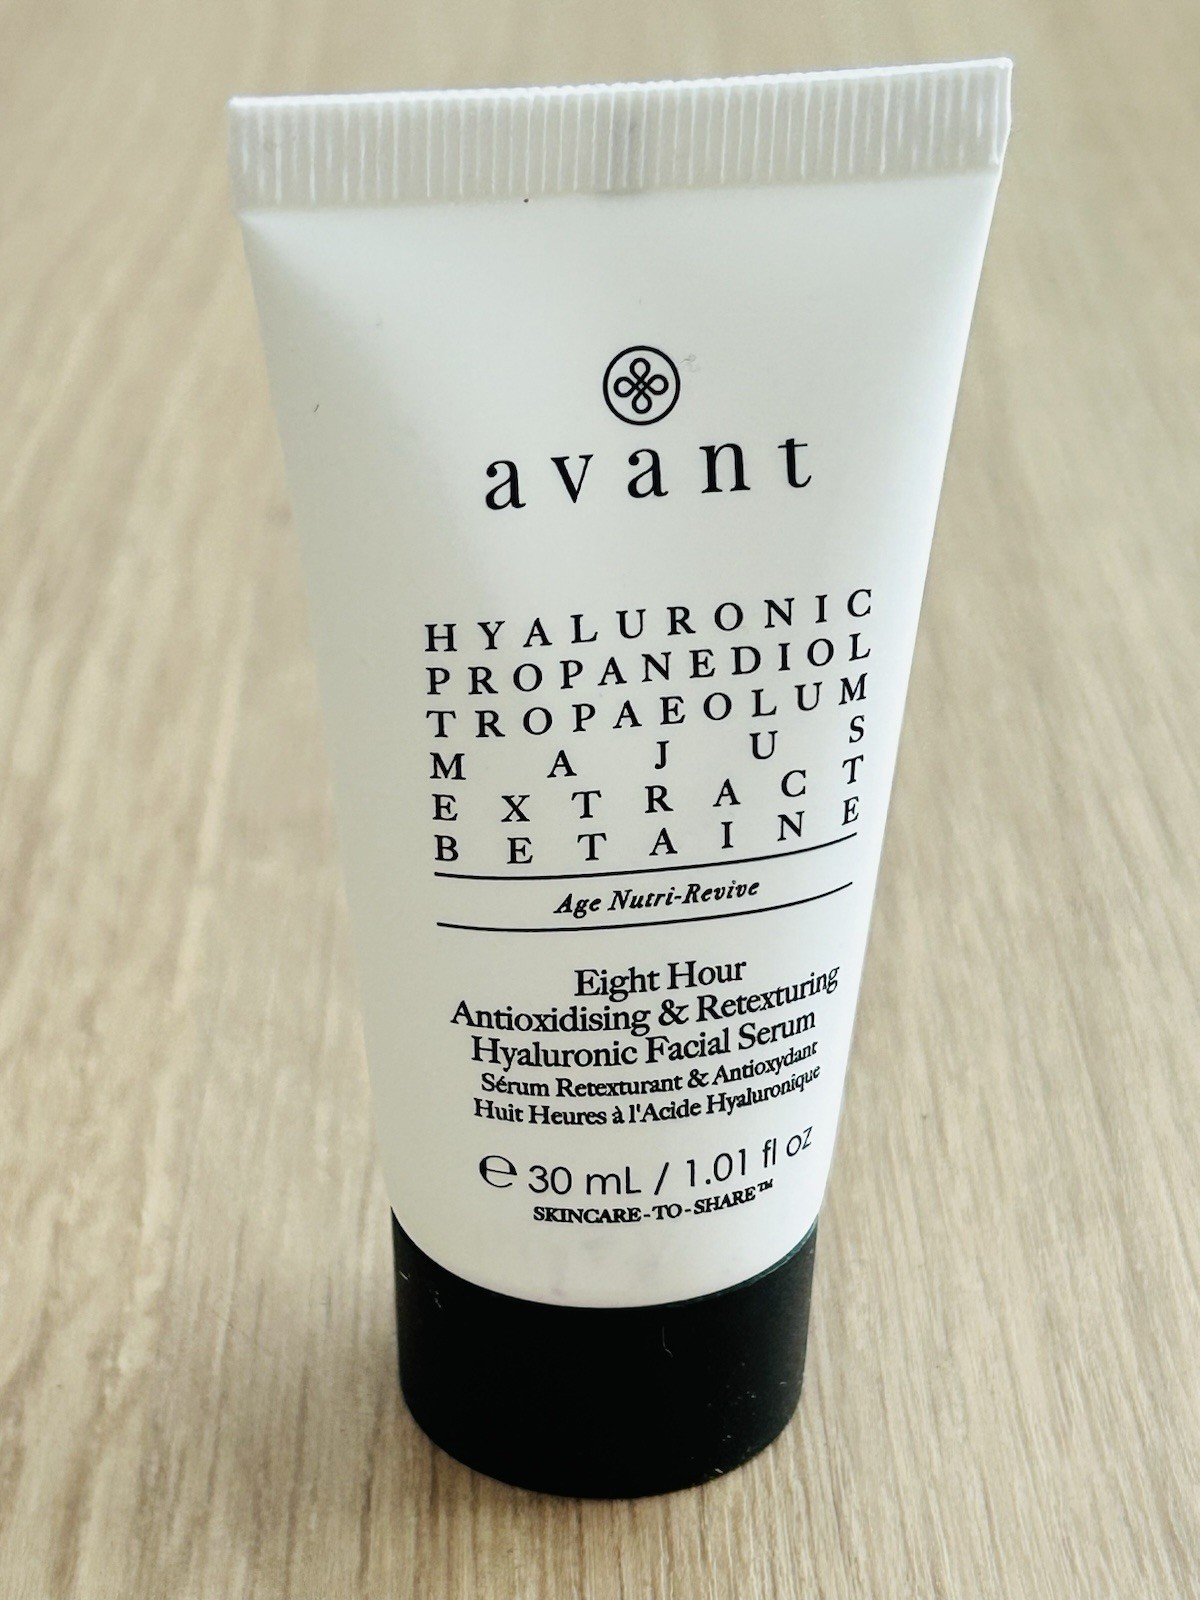 avant
HYALURONIC
PROPANEDIOL
TROPAEOLUM
MAJUS
EXTRACT
BETAINE
Age Nutri-Revive
Eight Hour
Antioxidising & Retexturing
Hyaluronic Facial Serum
Sérum Retexturant & Antioxydant
Huit Heures à l'Acide Hyaluronique
℮ 30 mL / 1.01 fl oz
SKINCARE-TO-SHARE™